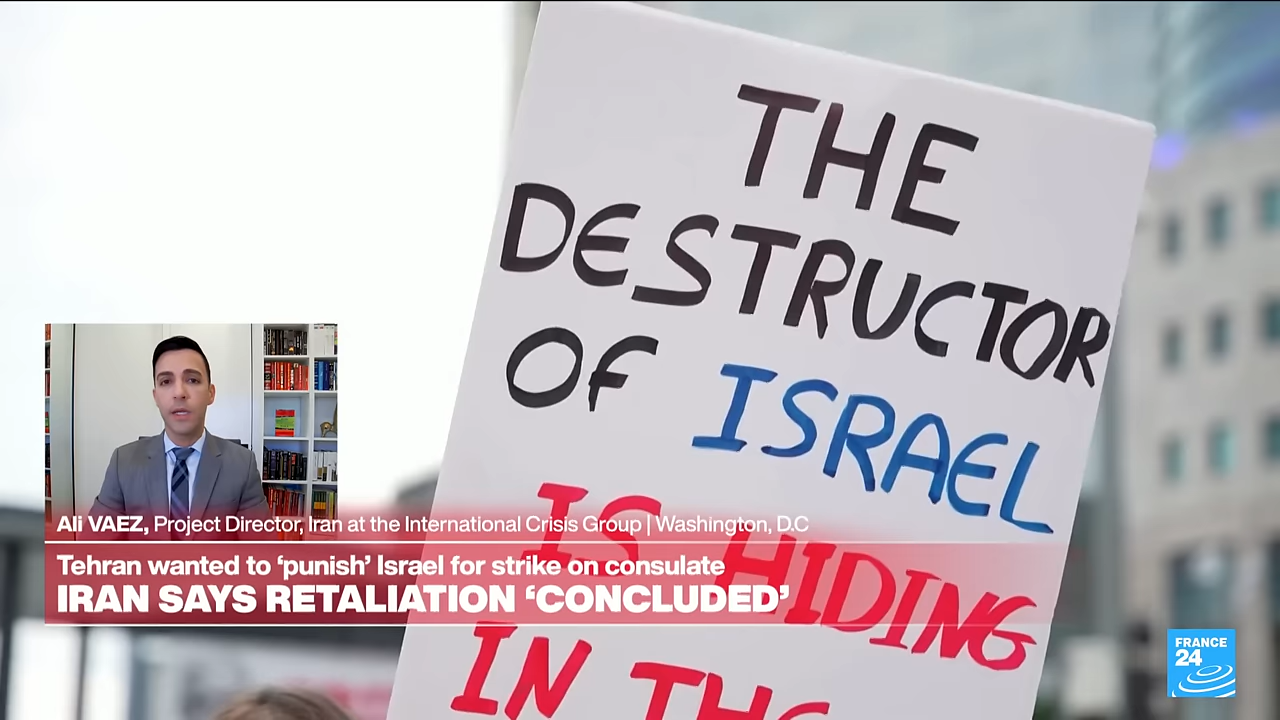 THE
DESTRUCTOR
OF ISRAEL
IS HIDING
IN THE
Ali VAEZ, Project Director, Iran at the International Crisis Group | Washington, D.C
Tehran wanted to ‘punish’ Israel for strike on consulate
IRAN SAYS RETALIATION ‘CONCLUDED’
FRANCE
24